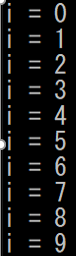 i = 0
i = 1
i = 2
i = 3
i = 4
i = 5
i = 6
i = 7
i = 8
i = 9